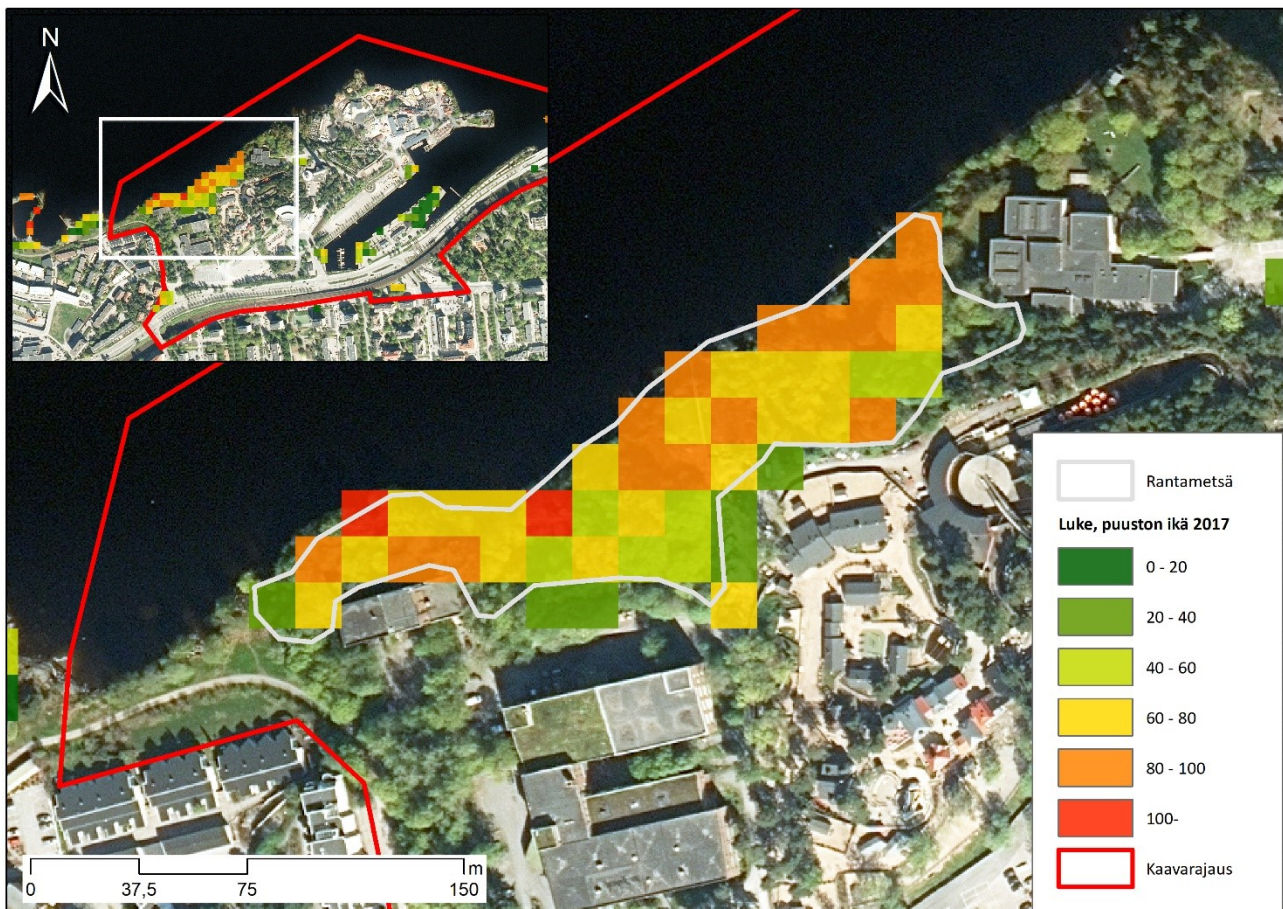 N
Rantametsä
Luke, puuston ikä 2017
0 - 20
20 - 40
40 - 60
60 - 80
80 - 100
100-
Kaavarajaus
m
0 37,5 75 150